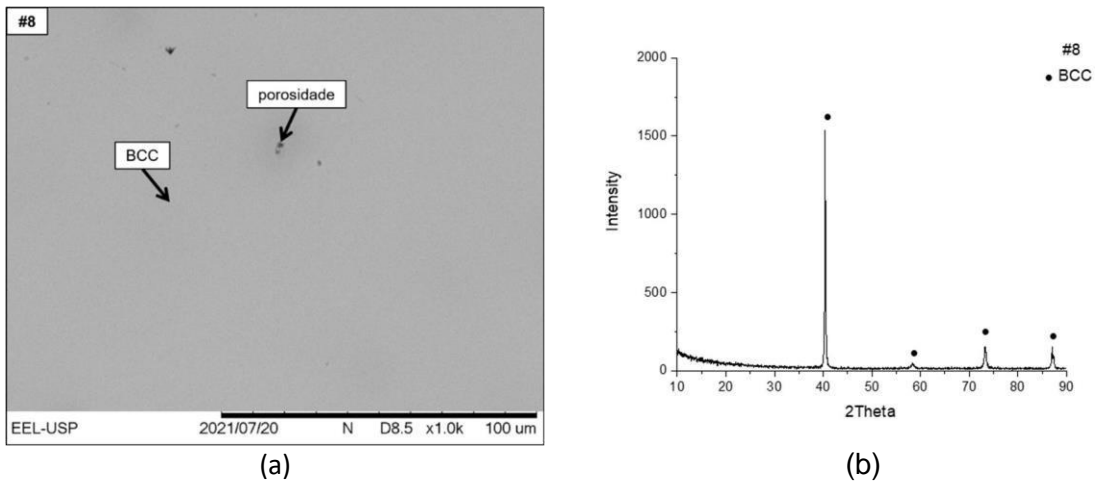 #8
porosidade
BCC
EEL-USP 2021/07/20 N D8.5 x1.0k 100 um
(a)
#8
BCC
2000
1500
1000
500
0
Intensity
10 20 30 40 50 60 70 80 90
2Theta
(b)